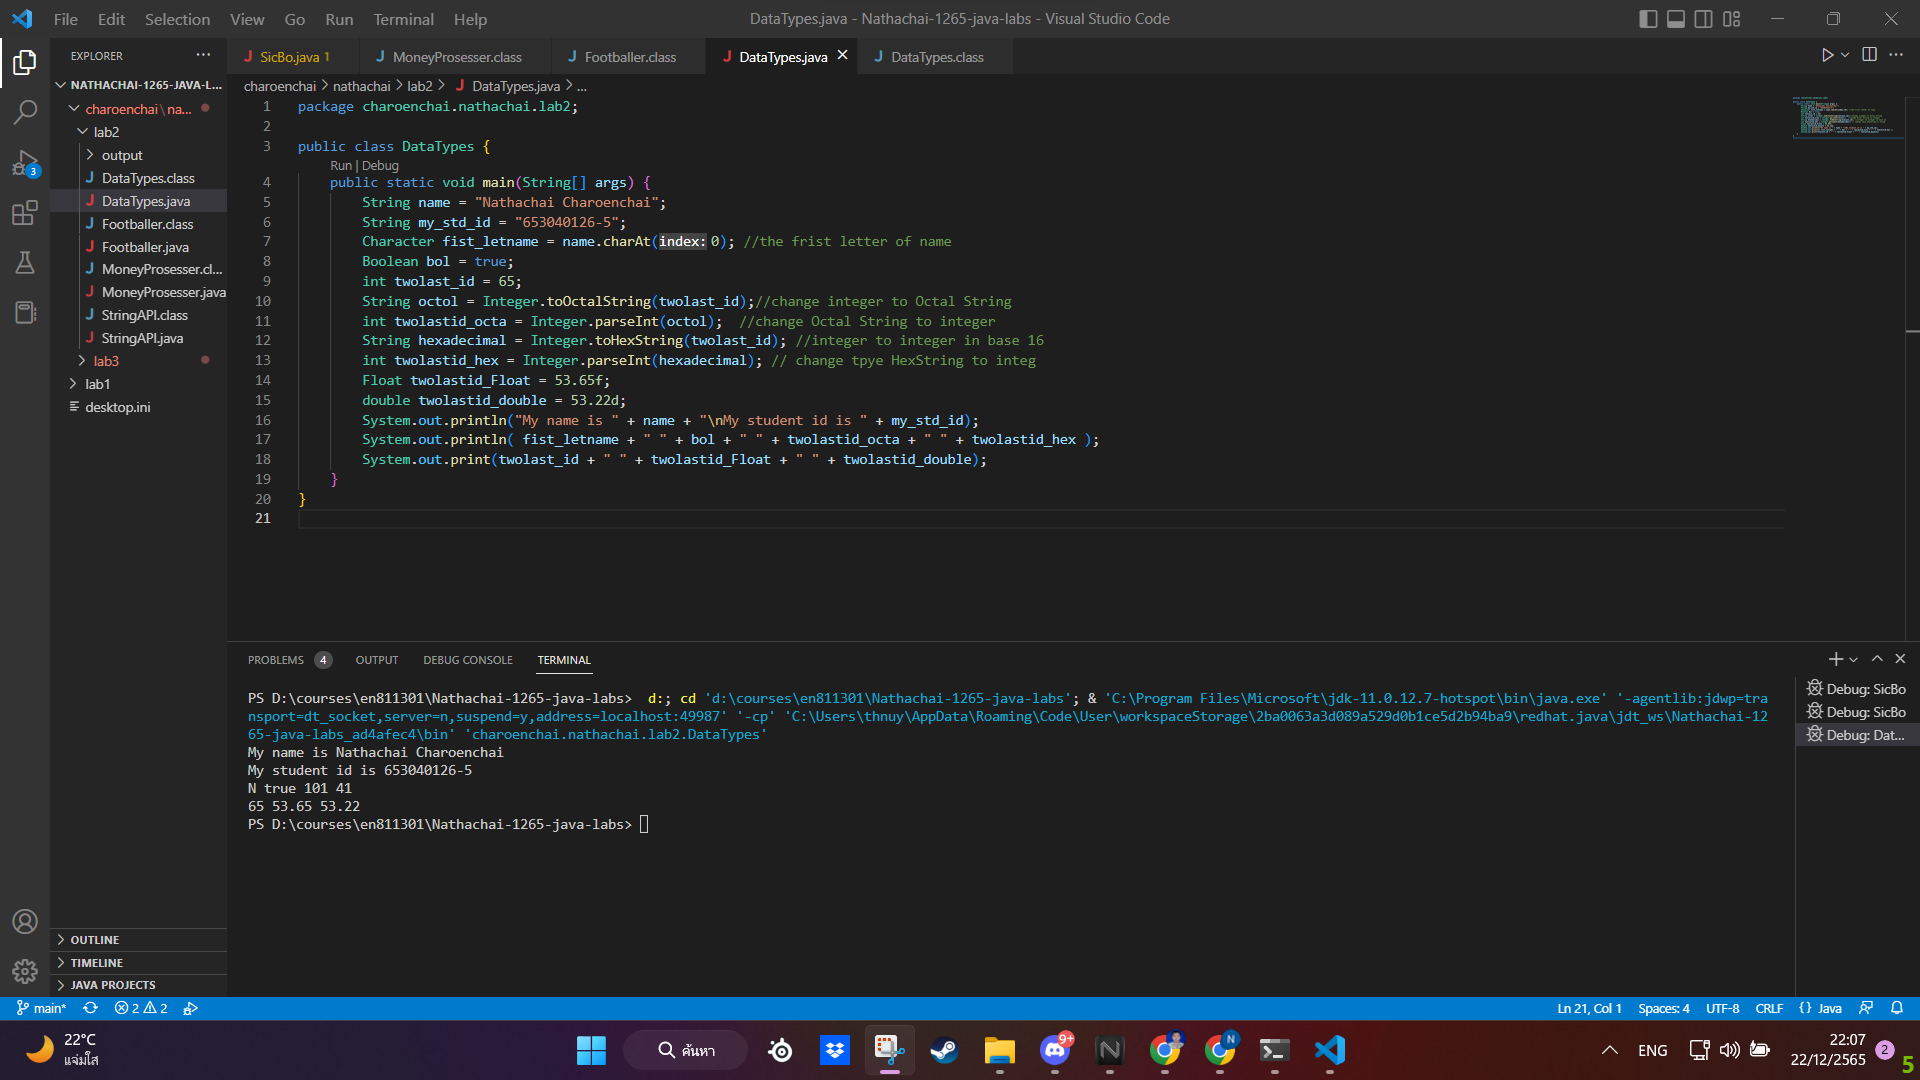 File Edit Selection View Go Run Terminal Help
DataTypes.java - Nathachai-1265-java-labs - Visual Studio Code
EXPLORER
NATHACHAI-1265-JAVA-L...
charoenchai\na...
lab2
output
DataTypes.class
DataTypes.java
Footballer.class
Footballer.java
MoneyProsesser.cl...
MoneyProsesser.java
StringAPI.class
StringAPI.java
lab3
lab1
desktop.ini
OUTLINE
TIMELINE
JAVA PROJECTS
3
SicBo.java 1 MoneyProsesser.class Footballer.class DataTypes.java DataTypes.class
charoenchai > nathachai > lab2 > DataTypes.java > ...
1 package charoenchai.nathachai.lab2;
2
3 public class DataTypes {
Run | Debug
4 public static void main(String[] args) {
5 String name = "Nathachai Charoenchai";
6 String my_std_id = "653040126-5";
7 Character fist_letname = name.charAt(index:0); //the frist letter of name
8 Boolean bol = true;
9 int twolast_id = 65;
10 String octol = Integer.toOctalString(twolast_id);//change integer to Octal String
11 int twolastid_octa = Integer.parseInt(octol);  //change Octal String to integer
12 String hexadecimal = Integer.toHexString(twolast_id); //integer to integer in base 16
13 int twolastid_hex = Integer.parseInt(hexadecimal); // change tpye HexString to integ
14 Float twolastid_Float = 53.65f;
15 double twolastid_double = 53.22d;
16 System.out.println("My name is " + name + "\nMy student id is " + my_std_id);
17 System.out.println( fist_letname + " " + bol + " " + twolastid_octa + " " + twolastid_hex );
18 System.out.print(twolast_id + " " + twolastid_Float + " " + twolastid_double);
19 }
20 }
21
PROBLEMS 4 OUTPUT DEBUG CONSOLE TERMINAL
PS D:\courses\en811301\Nathachai-1265-java-labs>  d:; cd 'd:\courses\en811301\Nathachai-1265-java-labs'; & 'C:\Program Files\Microsoft\jdk-11.0.12.7-hotspot\bin\java.exe' '-agentlib:jdwp=tra
nsport=dt_socket,server=n,suspend=y,address=localhost:49987' '-cp' 'C:\Users\thnuy\AppData\Roaming\Code\User\workspaceStorage\2ba0063a3d089a529d0b1ce5d2b94ba9\redhat.java\jdt_ws\Nathachai-12
65-java-labs_ad4afec4\bin' 'charoenchai.nathachai.lab2.DataTypes'
My name is Nathachai Charoenchai
My student id is 653040126-5
N true 101 41
65 53.65 53.22
PS D:\courses\en811301\Nathachai-1265-java-labs>
Debug: SicBo
Debug: SicBo
Debug: Dat...
main* 2 2 Ln 21, Col 1 Spaces: 4 UTF-8 CRLF {} Java
22°C
แจ่มใส
ค้นหา
9+
N
ENG
22:07
22/12/2565
2
5